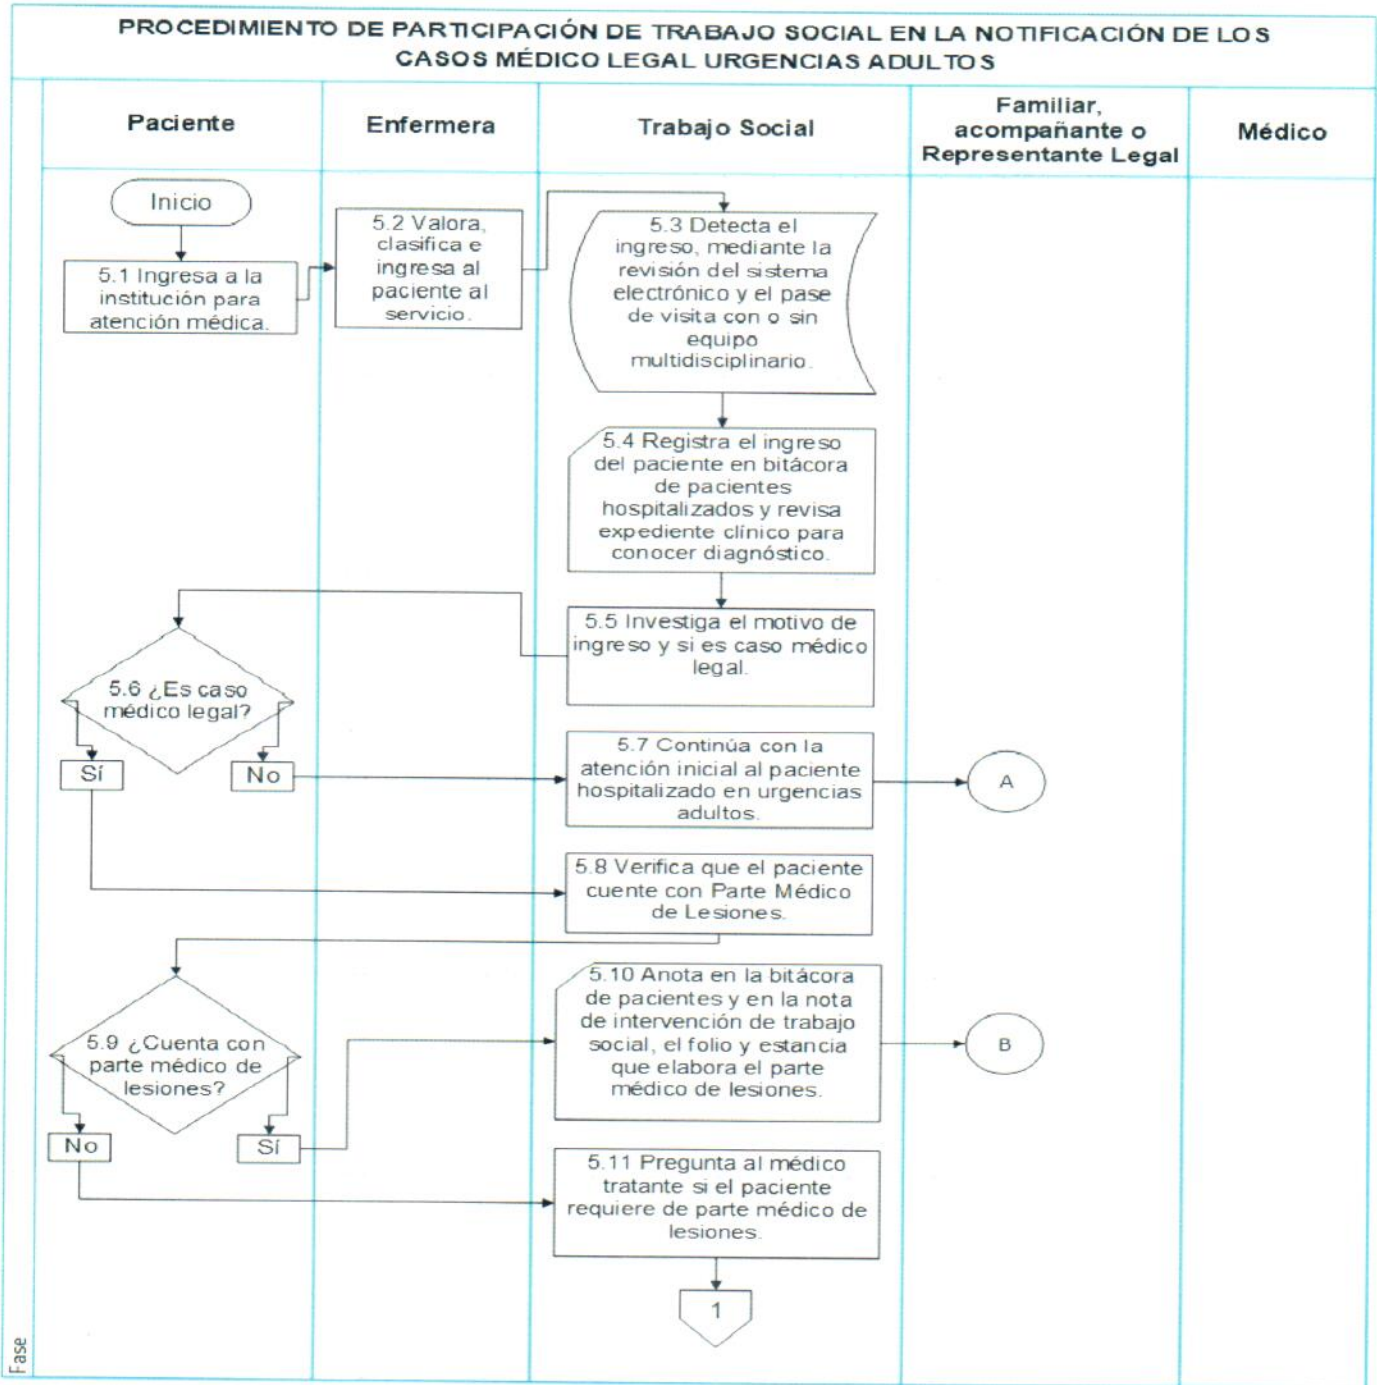 PROCEDIMIENTO DE PARTICIPACIÓN DE TRABAJO SOCIAL EN LA NOTIFICACIÓN DE LOS
CASOS MÉDICO LEGAL URGENCIAS ADULTOS
Paciente
Enfermera
Trabajo Social
Familiar,
acompañante o
Representante Legal
Médico
Inicio
5.1 Ingresa a la
institución para
atención médica.
5.2 Valora,
clasifica e
ingresa al
paciente al
servicio.
5.3 Detecta el
ingreso, mediante la
revisión del sistema
electrónico y el pase
de visita con o sin
equipo
multidisciplinario.
5.4 Registra el ingreso
del paciente en bitácora
de pacientes
hospitalizados y revisa
expediente clínico para
conocer diagnóstico.
5.5 Investiga el motivo de
ingreso y si es caso médico
legal.
5.6 ¿Es caso
médico legal?
Sí
No
5.7 Continúa con la
atención inicial al paciente
hospitalizado en urgencias
adultos.
A
5.8 Verifica que el paciente
cuente con Parte Médico
de Lesiones.
5.9 ¿Cuenta con
parte médico de
lesiones?
No
Sí
5.10 Anota en la bitácora
de pacientes y en la nota
de intervención de trabajo
social, el folio y estancia
que elabora el parte
médico de lesiones.
B
5.11 Pregunta al médico
tratante si el paciente
requiere de parte médico de
lesiones.
1
Fase